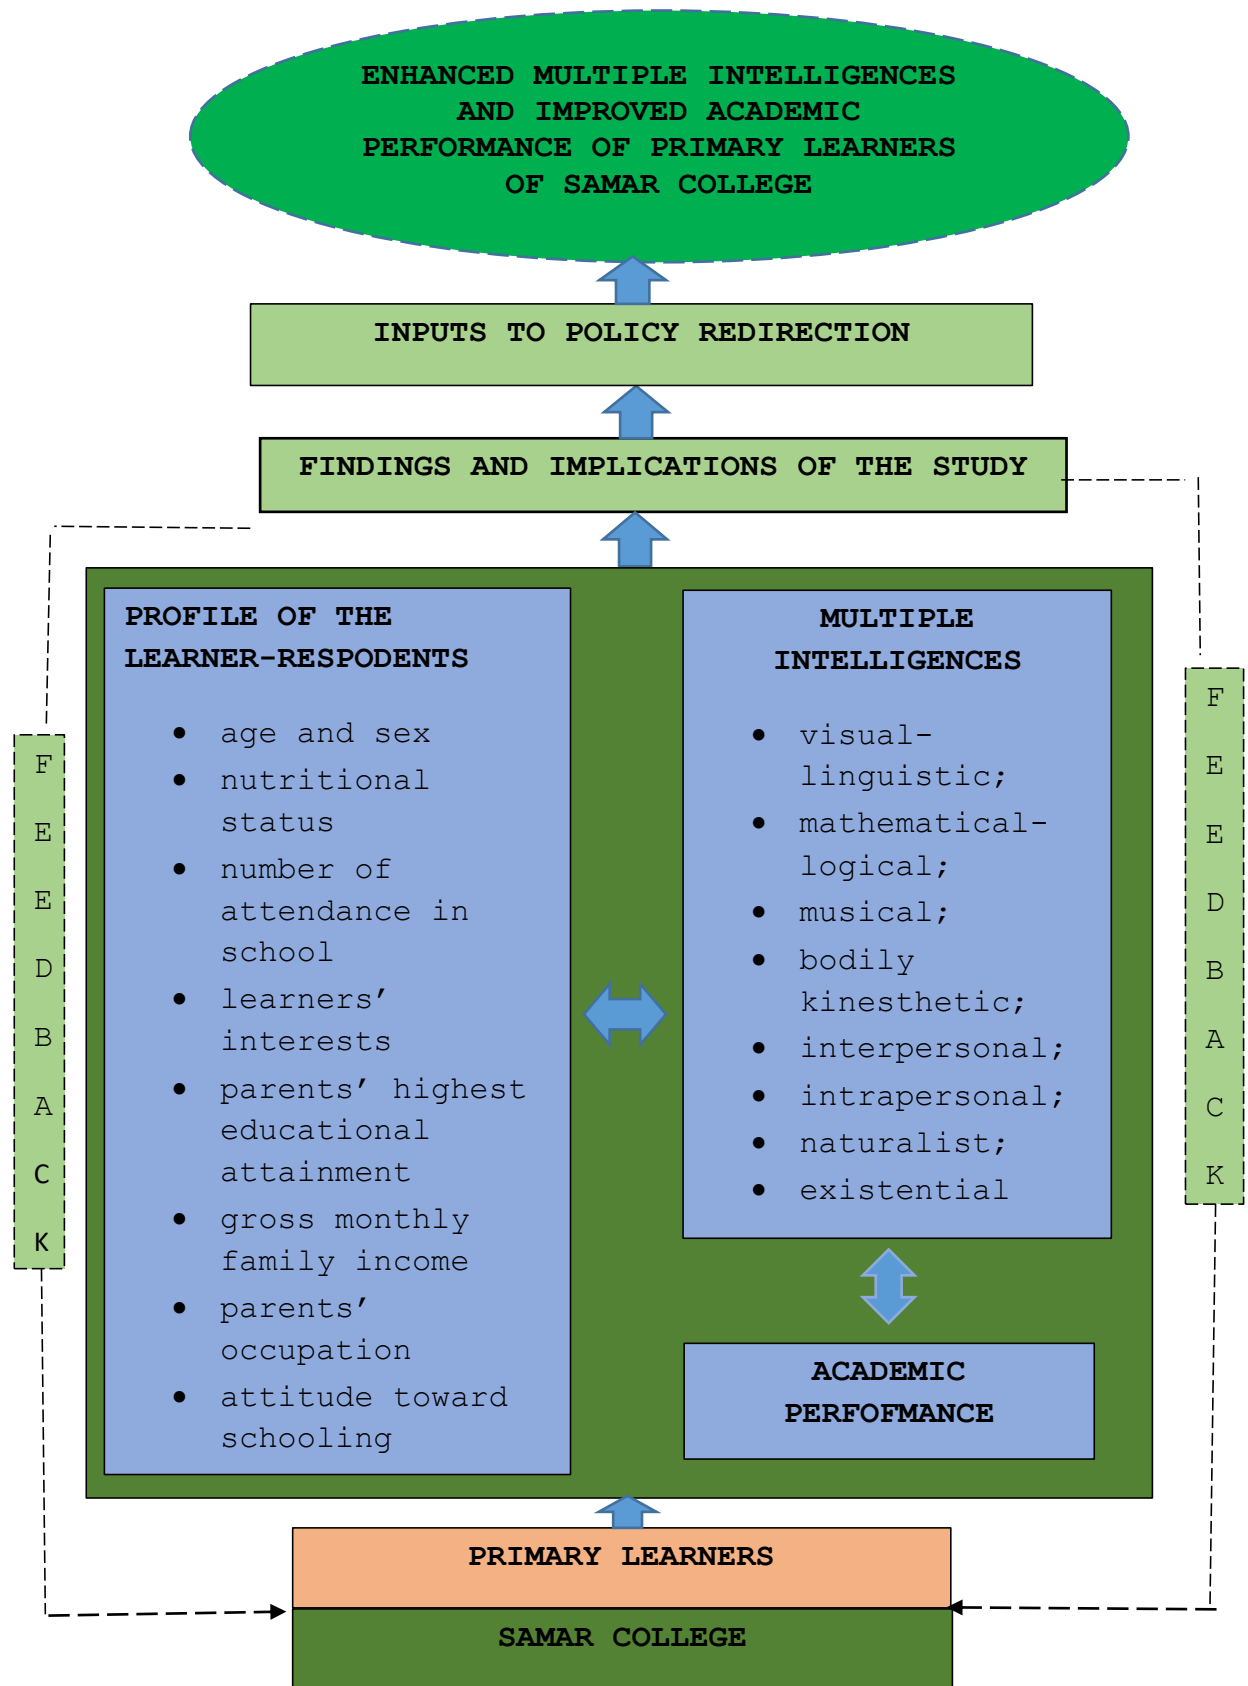 ENHANCED MULTIPLE INTELLIGENCES
AND IMPROVED ACADEMIC
PERFORMANCE OF PRIMARY LEARNERS
OF SAMAR COLLEGE
INPUTS TO POLICY REDIRECTION
FINDINGS AND IMPLICATIONS OF THE STUDY
PROFILE OF THE
LEARNER-RESPODENTS
• age and sex
• nutritional
status
• number of
attendance in
school
• learners’
interests
• parents’ highest
educational
attainment
• gross monthly
family income
• parents’
occupation
• attitude toward
schooling
MULTIPLE
INTELLIGENCES
• visual-
linguistic;
• mathematical-
logical;
• musical;
• bodily
kinesthetic;
• interpersonal;
• intrapersonal;
• naturalist;
• existential
ACADEMIC
PERFOFMANCE
F
E
E
D
B
A
C
K
F
E
E
D
B
A
C
K
PRIMARY LEARNERS
SAMAR COLLEGE